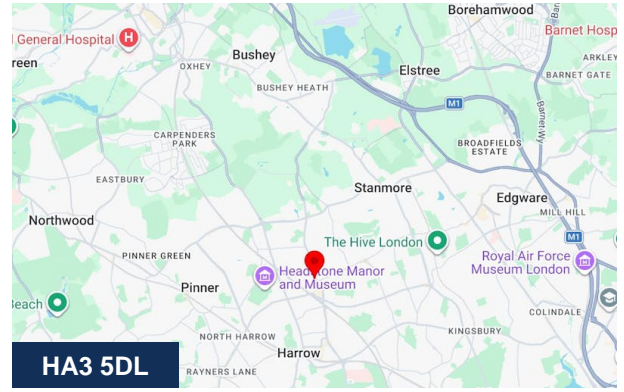 Borehamwood
l General Hospital
H
Barnet Hosp
Bushey
reen
OXHEY
ARKLEY
Elstree
BARNET GATE
BUSHEY HEATH
M1
Barnet Wy
CARPENDERS
PARK
BROADFIELDS
ESTATE
EASTBURY
Stanmore
Edgware
MILL HILL
Northwood
The Hive London
M1
PINNER GREEN
Royal Air Force
Museum London
Headstone Manor
and Museum
Pinner
Beach
COLINDALE
KINGSBURY
NORTH HARROW
Harrow
HA3 5DL
RAYNERS LANE